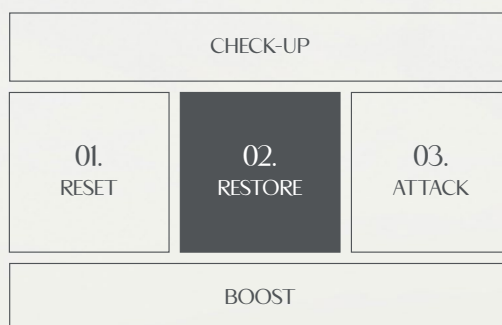 CHECK-UP
01.
RESET
02.
RESTORE
03.
ATTACK
BOOST